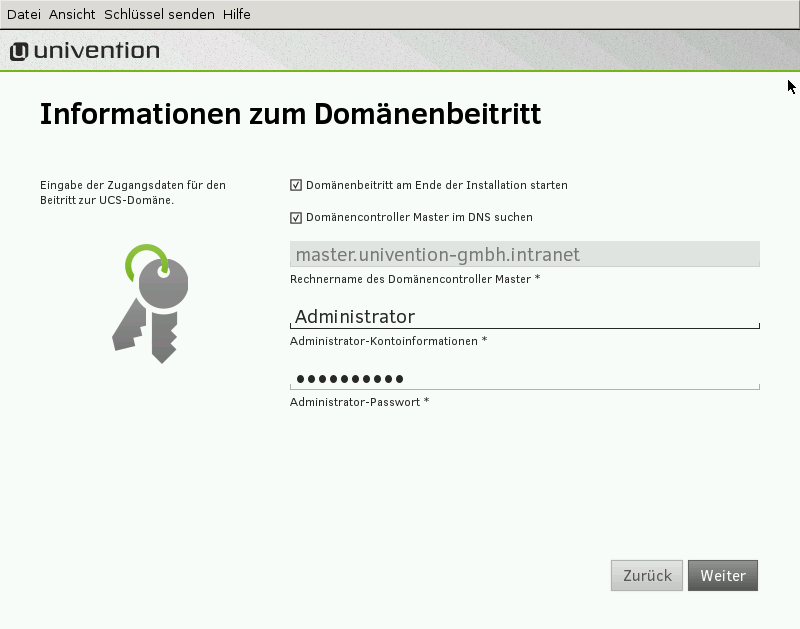 Datei Ansicht Schlüssel senden Hilfe
univention
Informationen zum Domänenbeitritt
Eingabe der Zugangsdaten für den
Beitritt zur UCS-Domäne.
Domänenbeitritt am Ende der Installation starten
Domänencontroller Master im DNS suchen
master.univention-gmbh.intranet
Rechnername des Domänencontroller Master *
Administrator
Administrator-Kontoinformationen *
●●●●●●●●●●
Administrator-Passwort *
Zurück Weiter